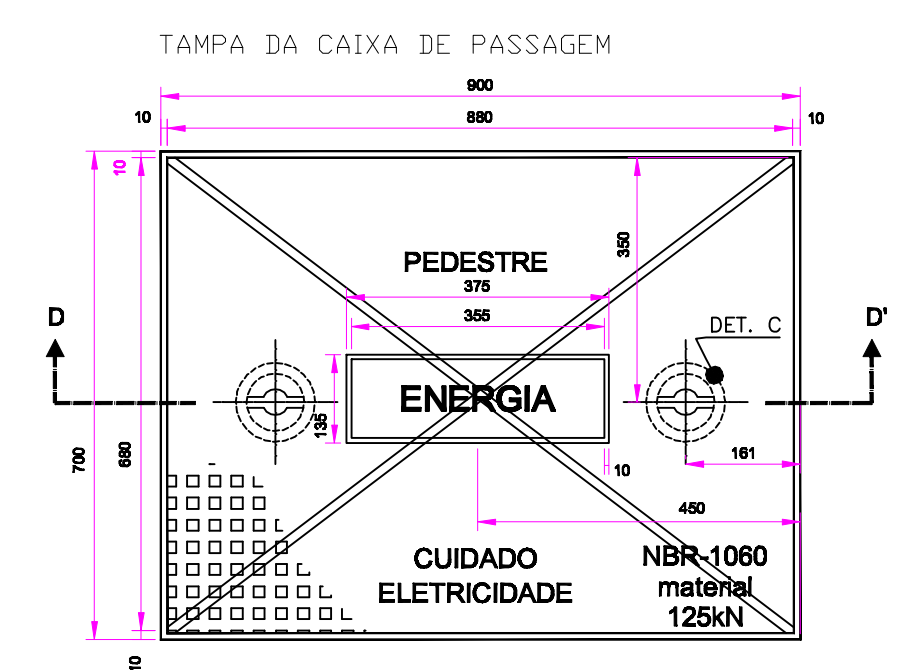 TAMPA DA CAIXA DE PASSAGEM
900
10 880 10
10
350
PEDESTRE
375
355
D
D'
DET. C
ENERGIA
135
161
700
680
10
450
CUIDADO
ELETRICIDADE
NBR-1060
material
125kN
10